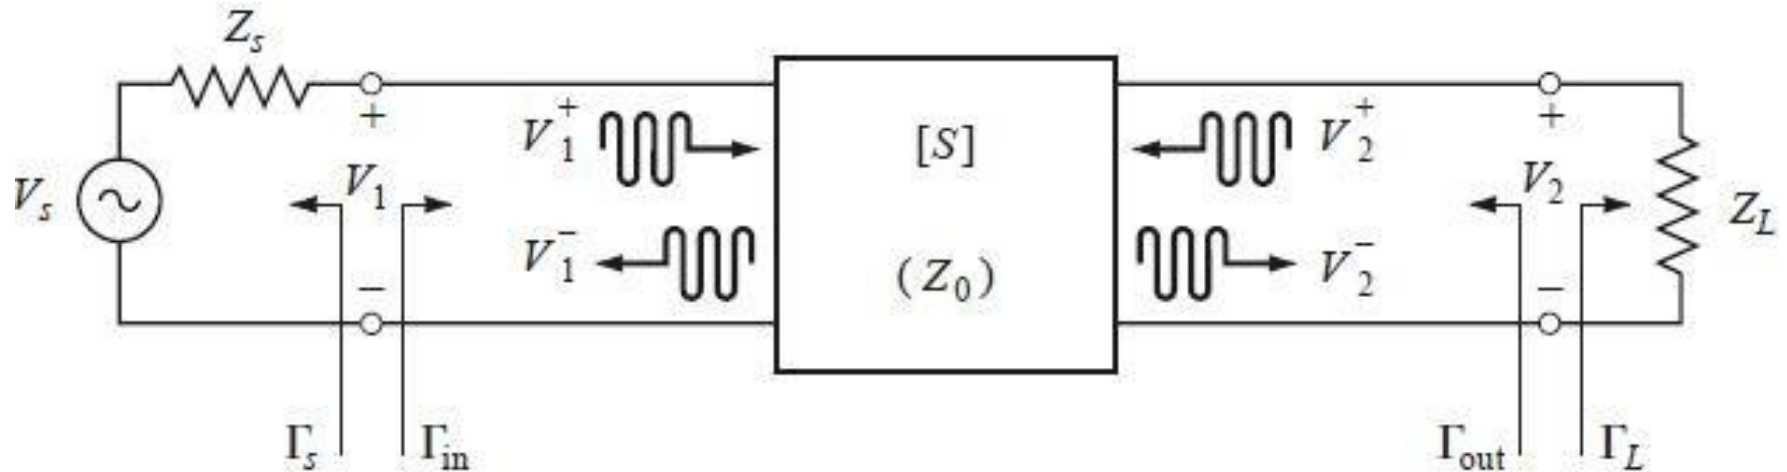 Z_s
+
V_s
V_1
−
Γ_s
Γ_in
V_1^+
V_1^-
[S]
(Z_0)
V_2^+
V_2^-
+
V_2
−
Γ_out
Γ_L
Z_L